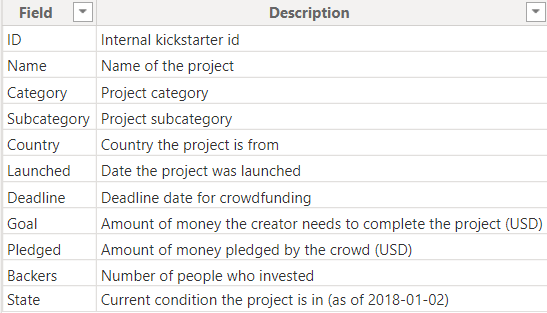 Field Description
ID Internal kickstarter id
Name Name of the project
Category Project category
Subcategory Project subcategory
Country Country the project is from
Launched Date the project was launched
Deadline Deadline date for crowdfunding
Goal Amount of money the creator needs to complete the project (USD)
Pledged Amount of money pledged by the crowd (USD)
Backers Number of people who invested
State Current condition the project is in (as of 2018-01-02)